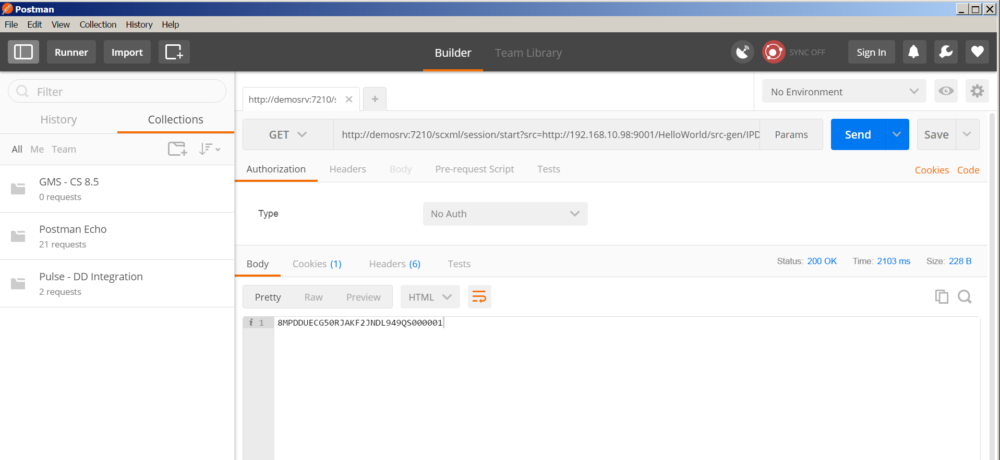 Postman
File Edit View Collection History Help
Runner Import Builder Team Library SYNC OFF Sign In
Filter
History Collections
All Me Team
GMS - CS 8.5
0 requests
Postman Echo
21 requests
Pulse - DD Integration
2 requests
http://demosrv:7210/s
No Environment
GET http://demosrv:7210/scxml/session/start?src=http://192.168.10.98:9001/HelloWorld/src-gen/IPD Params Send Save
Authorization Headers Body Pre-request Script Tests Cookies Code
Type No Auth
Body Cookies (1) Headers (6) Tests Status: 200 OK Time: 2103 ms Size: 228 B
Pretty Raw Preview HTML
i 1 8MPDDUECG50RJAKF2JNDL949QS000001